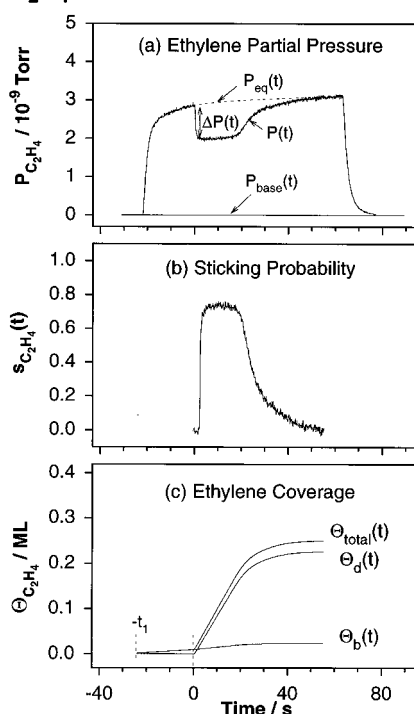 (a) Ethylene Partial Pressure
P_C2H4 / 10^-9 Torr
5
4
3
2
1
0
P_eq(t)
ΔP(t)
P(t)
P_base(t)
(b) Sticking Probability
s_C2H4(t)
1.0
0.8
0.6
0.4
0.2
0.0
(c) Ethylene Coverage
Θ_C2H4 / ML
0.4
0.3
0.2
0.1
0.0
-t_1
Θ_total(t)
Θ_d(t)
Θ_b(t)
-40
0
40
80
Time / s